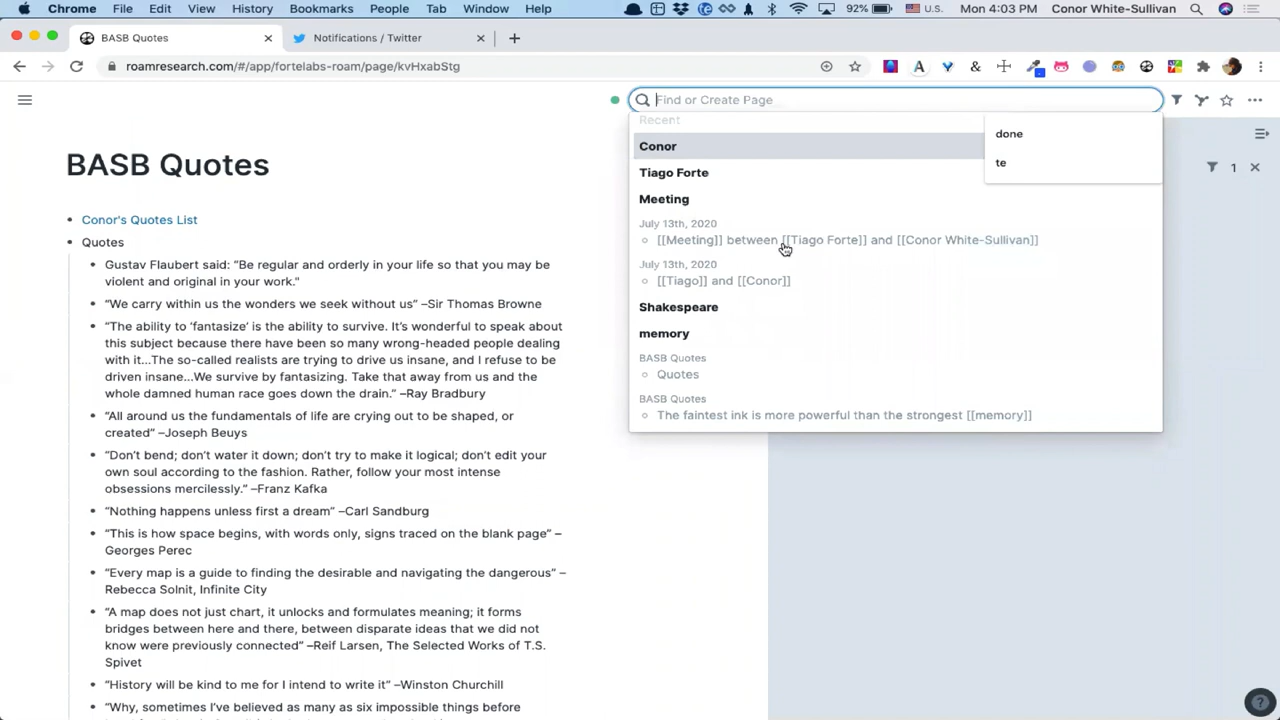 Chrome File Edit View History Bookmarks People Tab Window Help 92% U.S. Mon 4:03 PM Conor White-Sullivan
BASB Quotes
Notifications / Twitter
roamresearch.com/#/app/fortelabs-roam/page/kvHxabStg
Find or Create Page
Recent
Conor
done
te
Tiago Forte
Meeting
July 13th, 2020
[[Meeting]] between [[Tiago Forte]] and [[Conor White-Sullivan]]
July 13th, 2020
[[Tiago]] and [[Conor]]
Shakespeare
memory
BASB Quotes
Quotes
BASB Quotes
The faintest ink is more powerful than the strongest [[memory]]
1
BASB Quotes
Conor's Quotes List
Quotes
Gustav Flaubert said: “Be regular and orderly in your life so that you may be
violent and original in your work."
“We carry within us the wonders we seek without us” –Sir Thomas Browne
“The ability to ‘fantasize’ is the ability to survive. It’s wonderful to speak about
this subject because there have been so many wrong-headed people dealing
with it...The so-called realists are trying to drive us insane, and I refuse to be
driven insane...We survive by fantasizing. Take that away from us and the
whole damned human race goes down the drain.” –Ray Bradbury
“All around us the fundamentals of life are crying out to be shaped, or
created” –Joseph Beuys
“Don’t bend; don’t water it down; don’t try to make it logical; don’t edit your
own soul according to the fashion. Rather, follow your most intense
obsessions mercilessly.” –Franz Kafka
“Nothing happens unless first a dream” –Carl Sandburg
“This is how space begins, with words only, signs traced on the blank page” –
Georges Perec
“Every map is a guide to finding the desirable and navigating the dangerous” –
Rebecca Solnit, Infinite City
“A map does not just chart, it unlocks and formulates meaning; it forms
bridges between here and there, between disparate ideas that we did not
know were previously connected” –Reif Larsen, The Selected Works of T.S.
Spivet
“History will be kind to me for I intend to write it” –Winston Churchill
“Why, sometimes I’ve believed as many as six impossible things before